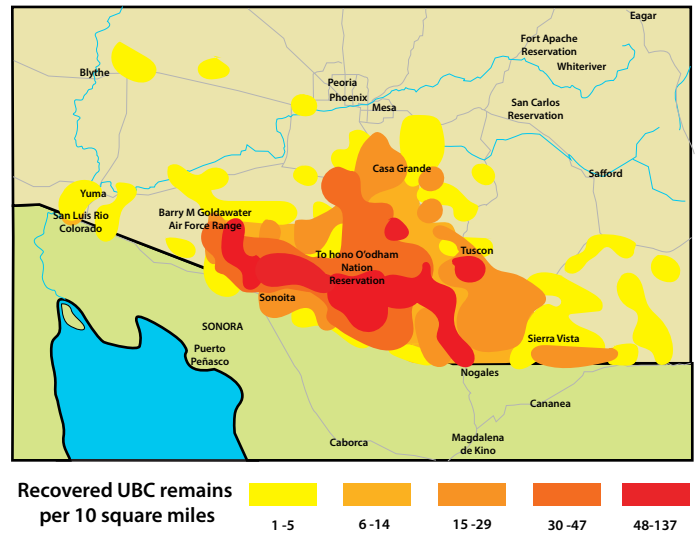 Eagar
Fort Apache
Reservation
Whiteriver
Blythe
Peoria
Phoenix
Mesa
San Carlos
Reservation
Casa Grande
Safford
Yuma
San Luis Rio
Colorado
Barry M Goldawater
Air Force Range
To hono O'odham
Nation
Reservation
Tuscon
Sonoita
SONORA
Puerto
Peñasco
Sierra Vista
Nogales
Cananea
Caborca
Magdalena
de Kino
Recovered UBC remains
per 10 square miles
1 -5
6 -14
15 -29
30 -47
48-137